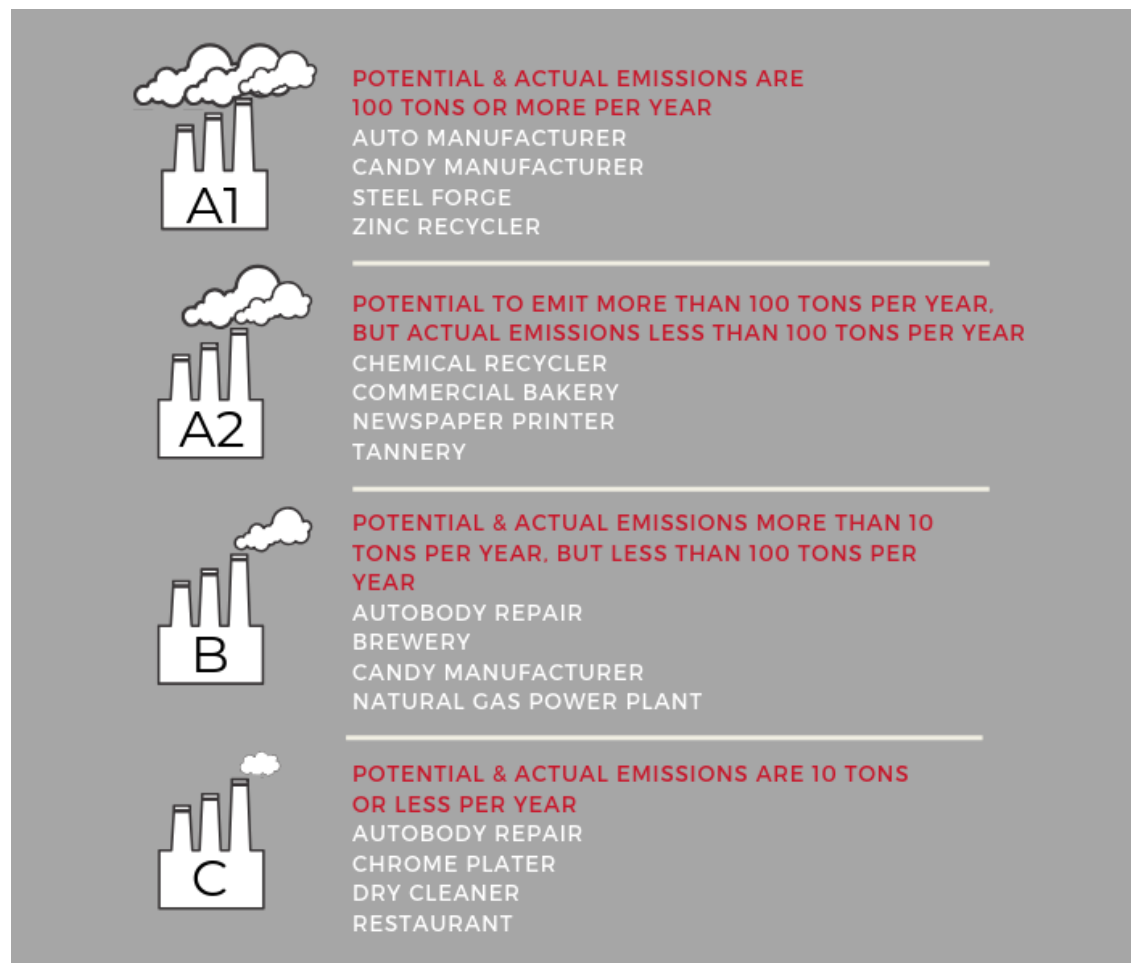 A1
POTENTIAL & ACTUAL EMISSIONS ARE
100 TONS OR MORE PER YEAR
AUTO MANUFACTURER
CANDY MANUFACTURER
STEEL FORGE
ZINC RECYCLER
A2
POTENTIAL TO EMIT MORE THAN 100 TONS PER YEAR,
BUT ACTUAL EMISSIONS LESS THAN 100 TONS PER YEAR
CHEMICAL RECYCLER
COMMERCIAL BAKERY
NEWSPAPER PRINTER
TANNERY
B
POTENTIAL & ACTUAL EMISSIONS MORE THAN 10
TONS PER YEAR, BUT LESS THAN 100 TONS PER
YEAR
AUTOBODY REPAIR
BREWERY
CANDY MANUFACTURER
NATURAL GAS POWER PLANT
C
POTENTIAL & ACTUAL EMISSIONS ARE 10 TONS
OR LESS PER YEAR
AUTOBODY REPAIR
CHROME PLATER
DRY CLEANER
RESTAURANT